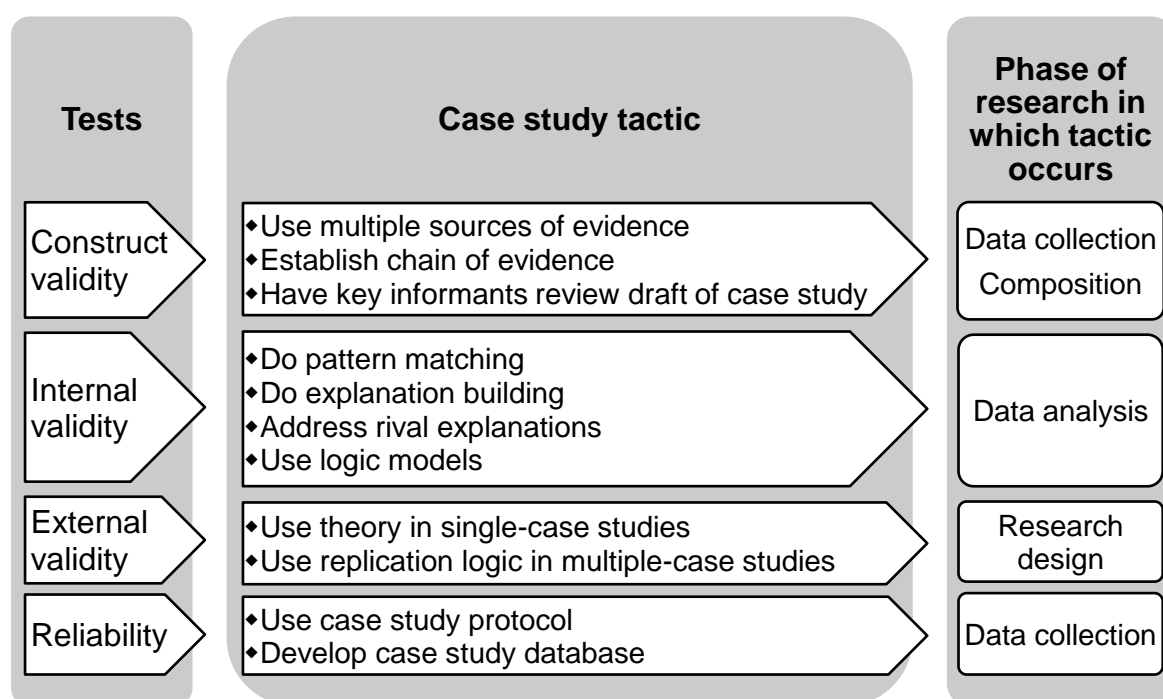 Tests
Case study tactic
Phase of
research in
which tactic
occurs
Construct
validity
◆Use multiple sources of evidence
◆Establish chain of evidence
◆Have key informants review draft of case study
Data collection
Composition
Internal
validity
◆Do pattern matching
◆Do explanation building
◆Address rival explanations
◆Use logic models
Data analysis
External
validity
◆Use theory in single-case studies
◆Use replication logic in multiple-case studies
Research
design
Reliability
◆Use case study protocol
◆Develop case study database
Data collection